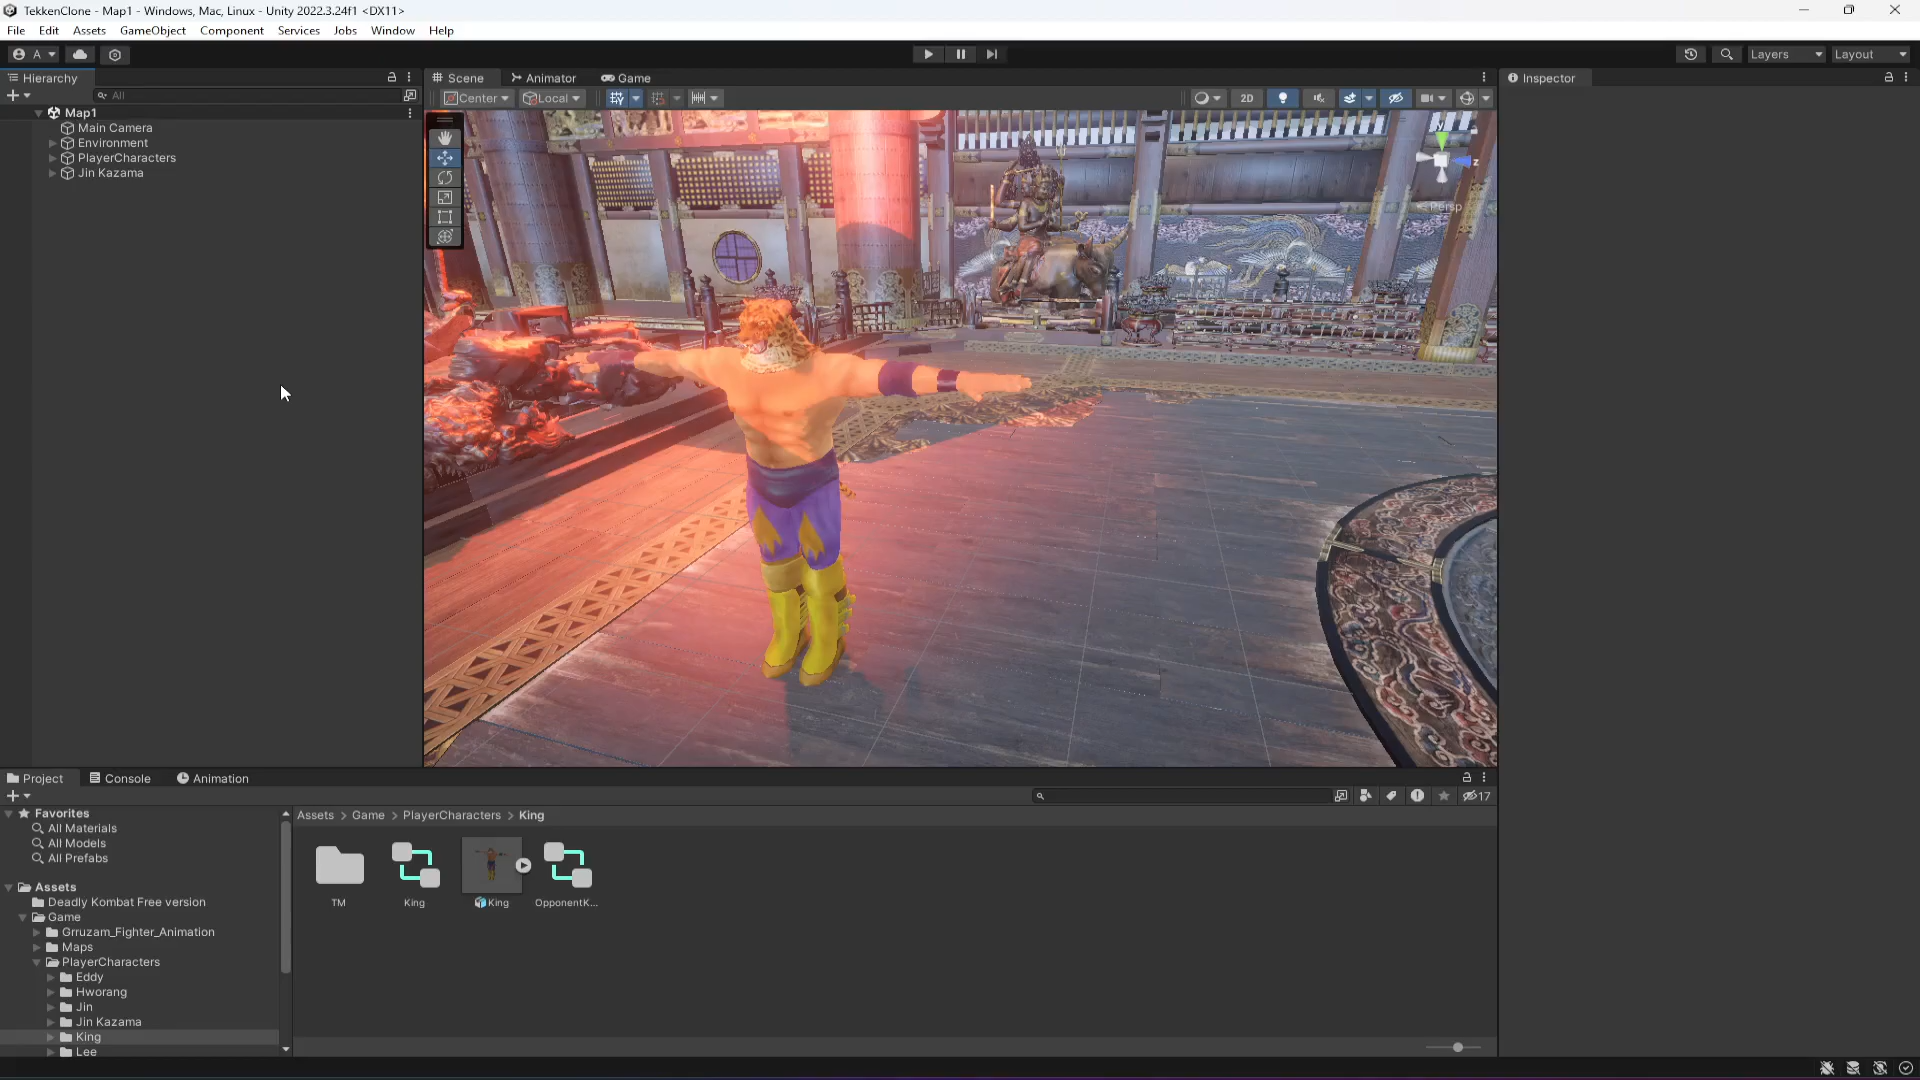 TekkenClone - Map1 - Windows, Mac, Linux - Unity 2022.3.24f1 <DX11>
File Edit Assets GameObject Component Services Jobs Window Help
A Layers Layout
Hierarchy Scene Animator Game Inspector
All Center Local 2D
Map1
Main Camera
Environment
PlayerCharacters
Jin Kazama
y
z
Persp
Project Console Animation
17
Favorites
All Materials
All Models
All Prefabs
Assets
Deadly Kombat Free version
Game
Grruzam_Fighter_Animation
Maps
PlayerCharacters
Eddy
Hworang
Jin
Jin Kazama
King
Lee
Assets > Game > PlayerCharacters > King
TM King King OpponentK...